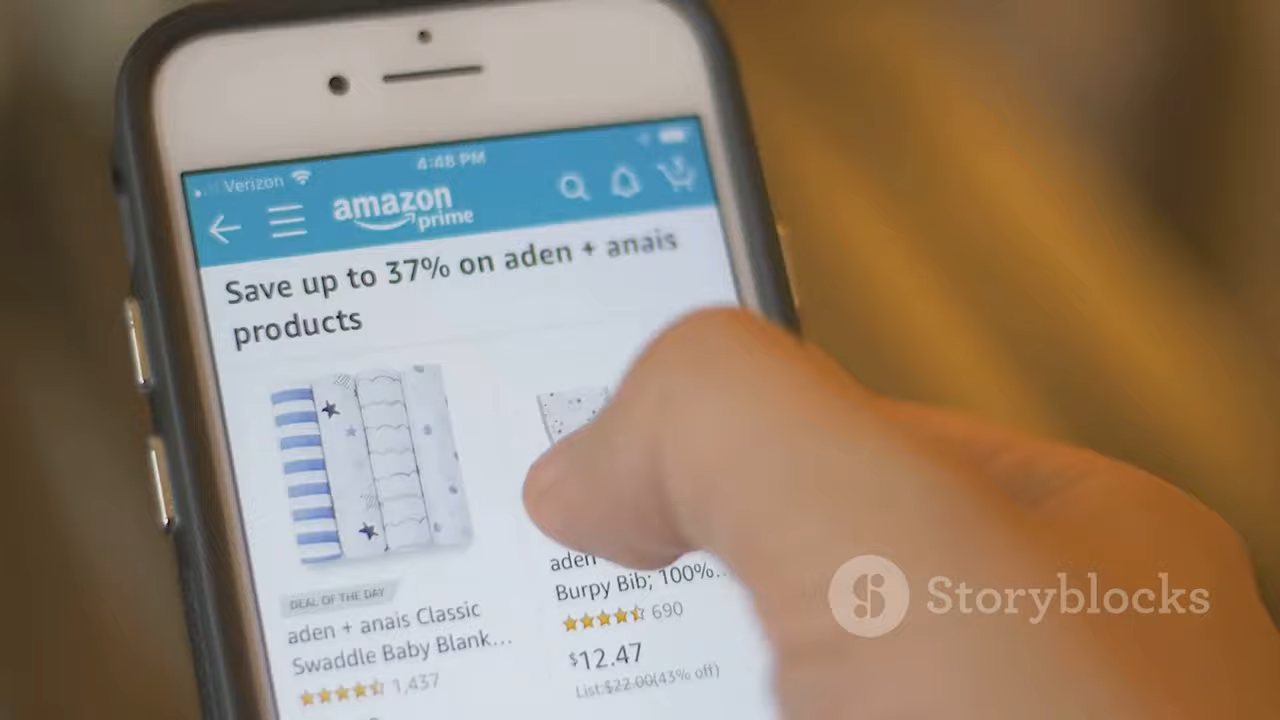 Verizon
4:48 PM
amazon
prime
Save up to 37% on aden + anais
products
DEAL OF THE DAY
aden + anais Classic
Swaddle Baby Blank...
1,437
aden
Burpy Bib; 100%...
690
$12.47
List:$22.00(43% off)
Storyblocks